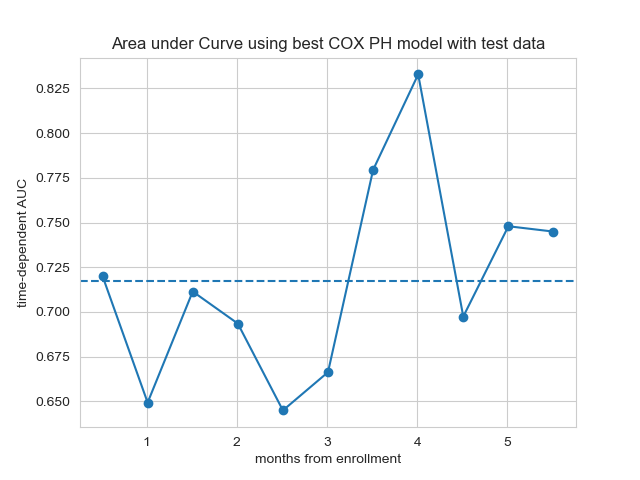 Area under Curve using best COX PH model with test data
time-dependent AUC
0.825
0.800
0.775
0.750
0.725
0.700
0.675
0.650
1 2 3 4 5
months from enrollment